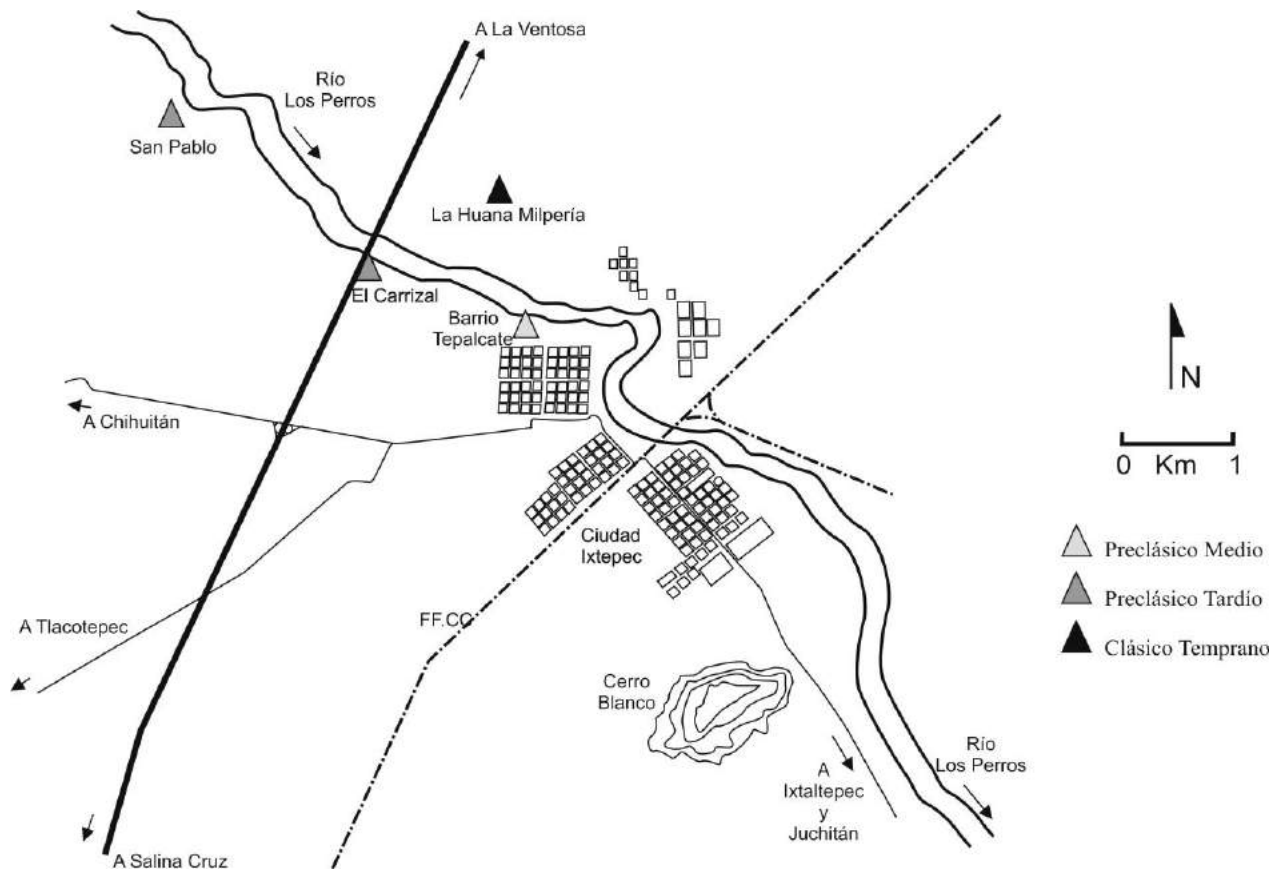 A La Ventosa
Río
Los Perros
San Pablo
La Huana Milpería
El Carrizal
Barrio
Tepalcate
A Chihuitán
N
0 Km 1
Ciudad
Ixtepec
Preclásico Medio
Preclásico Tardío
Clásico Temprano
A Tlacotepec
FF.CC
Cerro
Blanco
Río
Los Perros
A
Ixtaltepec
y
Juchitán
A Salina Cruz